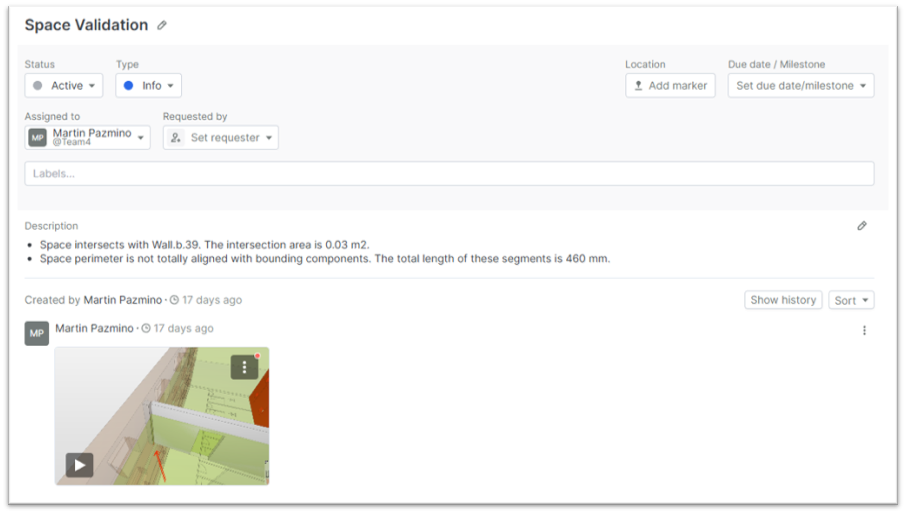 Space Validation
Status
Type
Location
Due date / Milestone
Active
Info
Add marker
Set due date/milestone
Assigned to
Requested by
MP
Martin Pazmino
@Team4
Set requester
Labels...
Description
• Space intersects with Wall.b.39. The intersection area is 0.03 m2.
• Space perimeter is not totally aligned with bounding components. The total length of these segments is 460 mm.
Created by Martin Pazmino · 17 days ago
Show history
Sort
MP
Martin Pazmino · 17 days ago